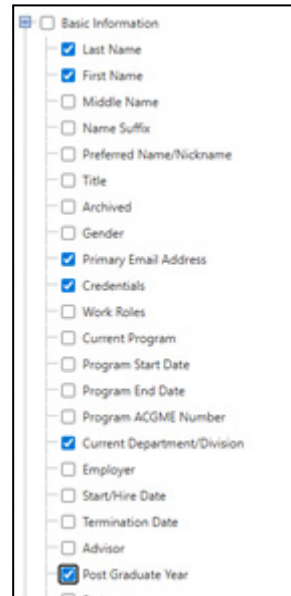 Basic Information
Last Name
First Name
Middle Name
Name Suffix
Preferred Name/Nickname
Title
Archived
Gender
Primary Email Address
Credentials
Work Roles
Current Program
Program Start Date
Program End Date
Program ACGME Number
Current Department/Division
Employer
Start/Hire Date
Termination Date
Advisor
Post Graduate Year